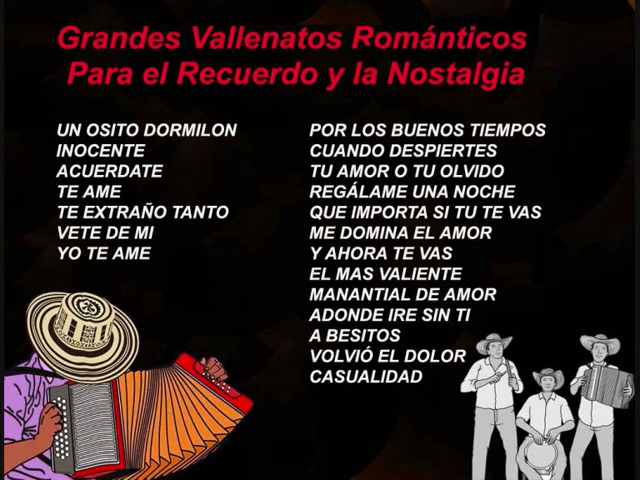 Grandes Vallenatos Románticos
Para el Recuerdo y la Nostalgia
UN OSITO DORMILON
INOCENTE
ACUERDATE
TE AME
TE EXTRAÑO TANTO
VETE DE MI
YO TE AME
POR LOS BUENOS TIEMPOS
CUANDO DESPIERTES
TU AMOR O TU OLVIDO
REGÁLAME UNA NOCHE
QUE IMPORTA SI TU TE VAS
ME DOMINA EL AMOR
Y AHORA TE VAS
EL MAS VALIENTE
MANANTIAL DE AMOR
ADONDE IRE SIN TI
A BESITOS
VOLVIÓ EL DOLOR
CASUALIDAD